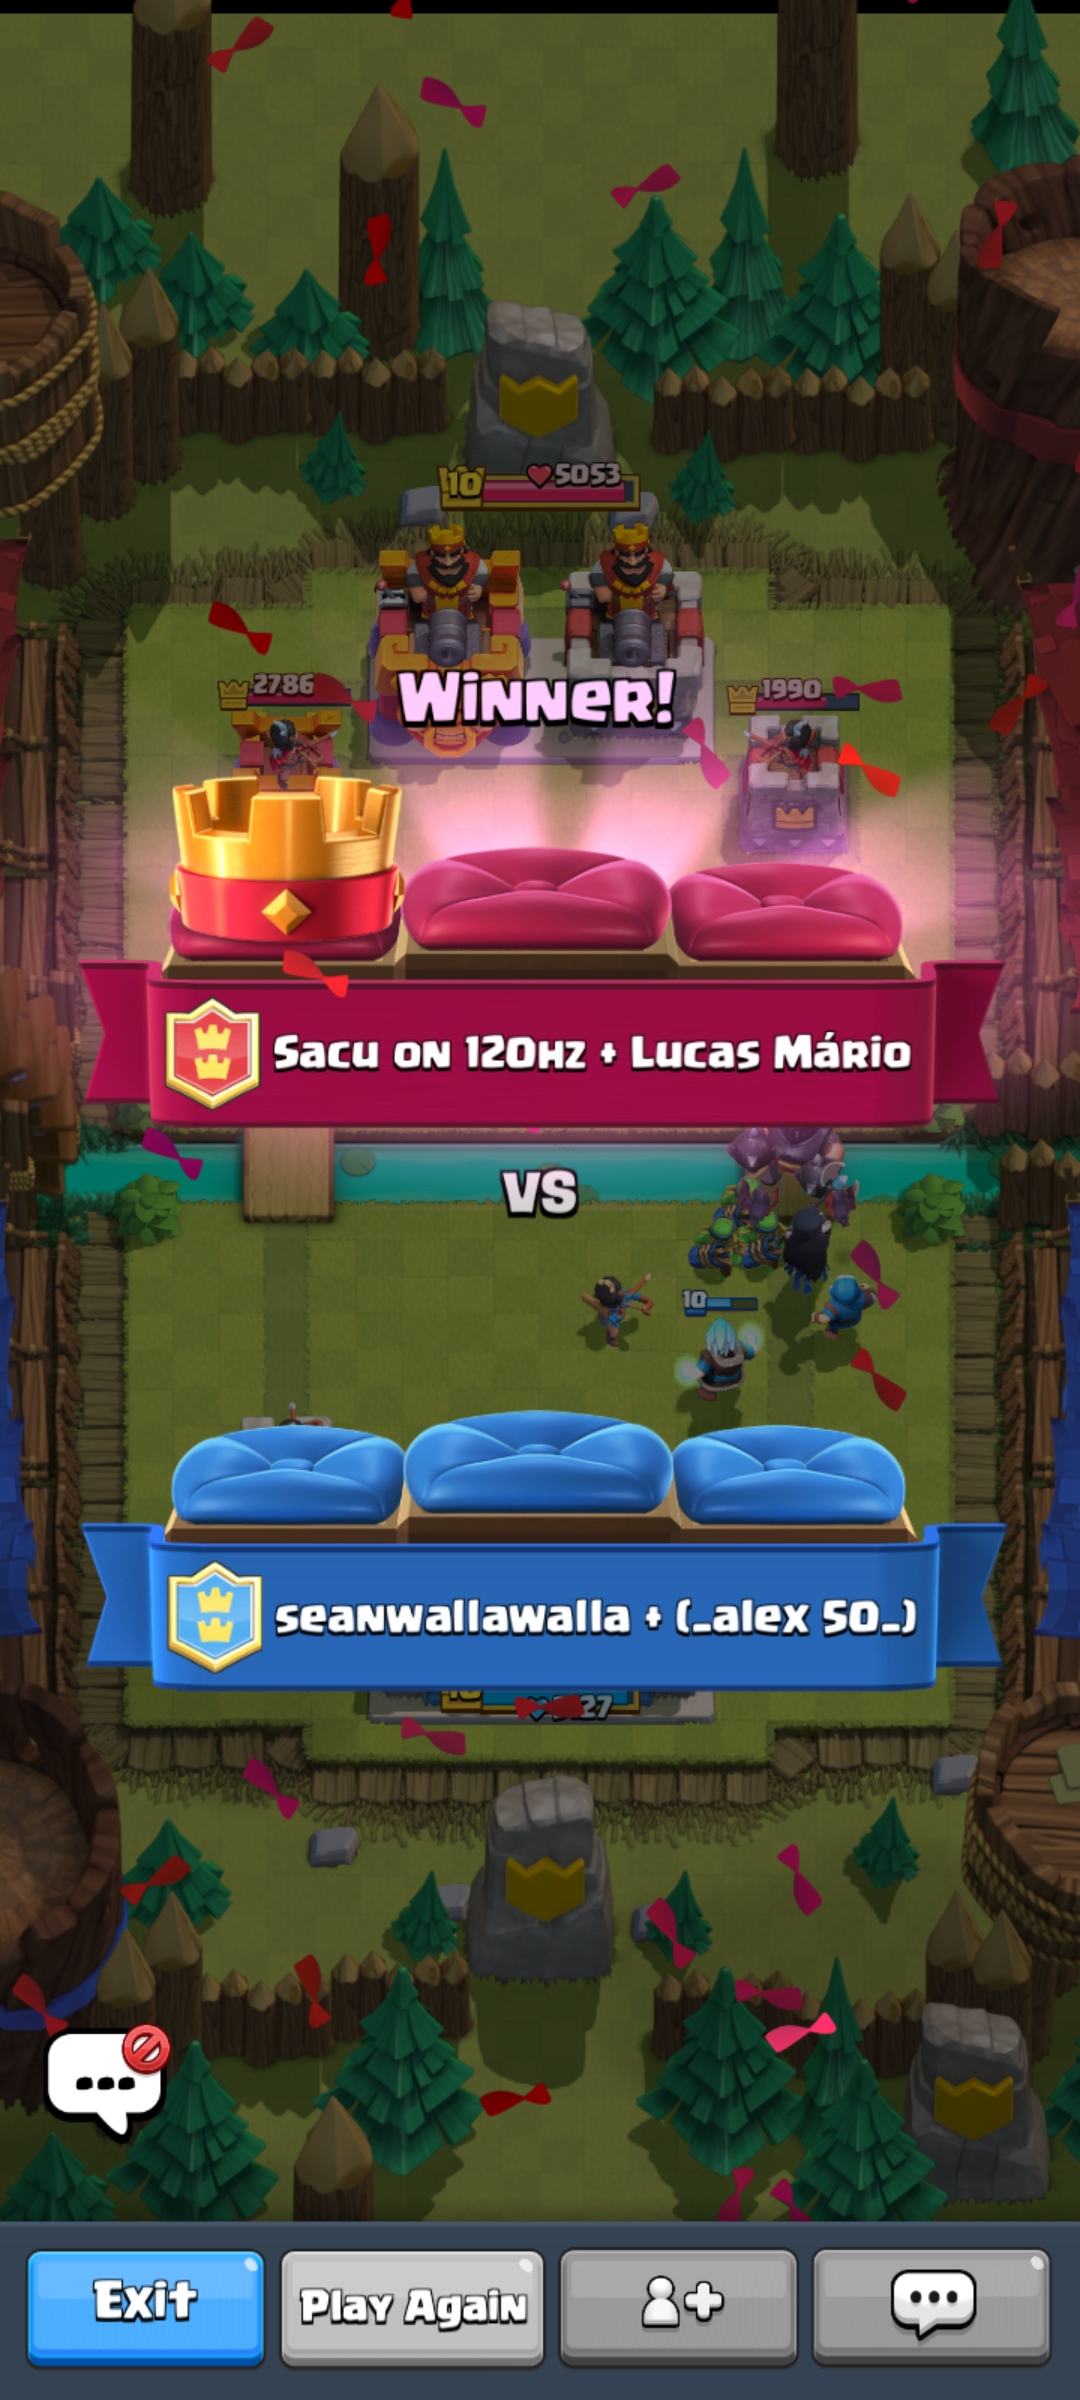 10 5053
2786
1990
Winner!
Sacu on 120Hz + Lucas Mário
VS
10
seanwallawalla + (_alex 50_)
Exit
Play Again